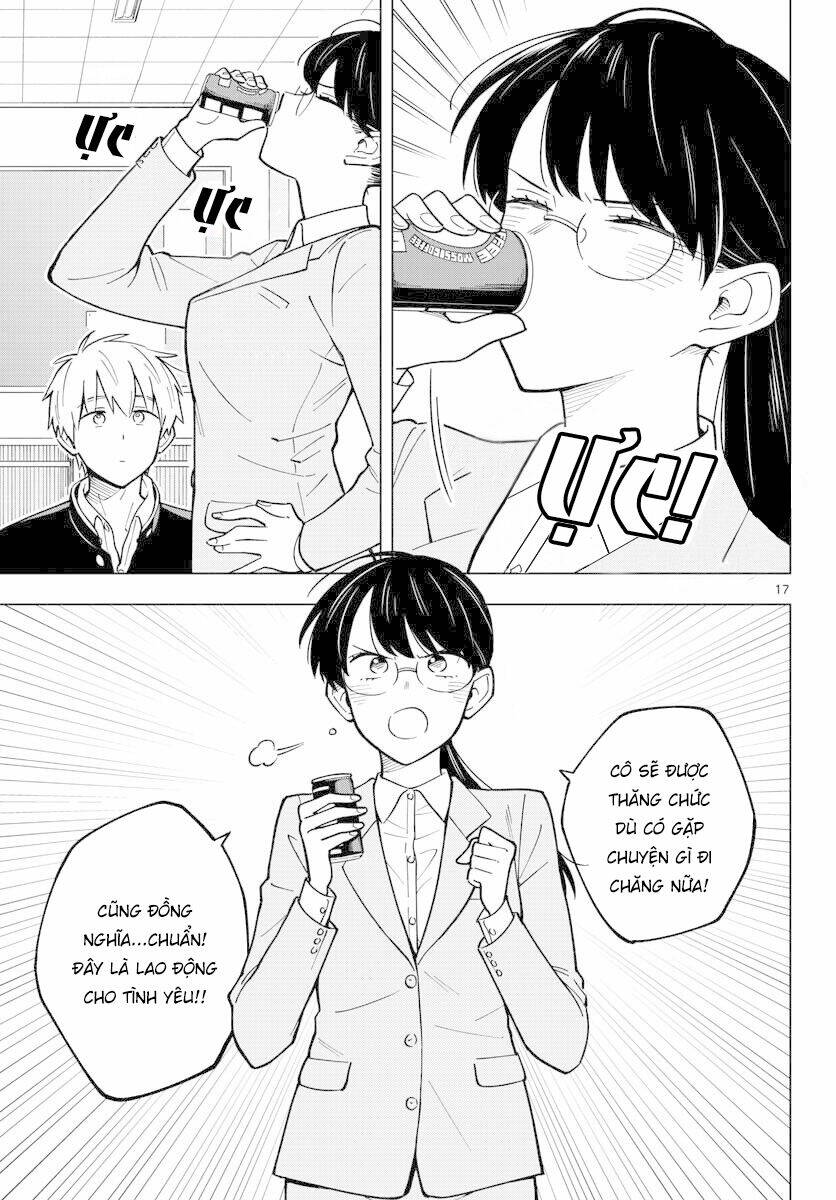 ỰC!
ỰC
ỰC
17
CÔ SẼ ĐƯỢC
THĂNG CHỨC
DÙ CÓ GẶP
CHUYỆN GÌ ĐI
CHĂNG NỮA!
CŨNG ĐỒNG
NGHĨA...CHUẨN!
ĐÂY LÀ LAO ĐỘNG
CHO TÌNH YÊU!!